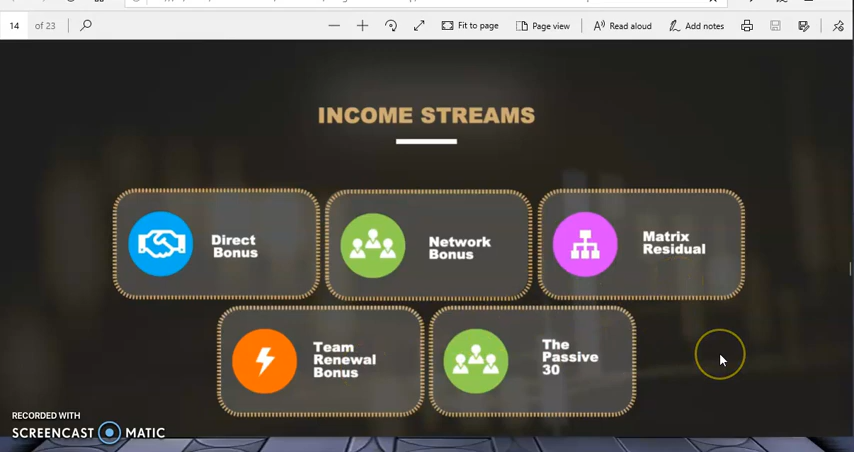 14 of 23
Fit to page
Page view
Read aloud
Add notes
INCOME STREAMS
Direct
Bonus
Network
Bonus
Matrix
Residual
Team
Renewal
Bonus
The
Passive
30
RECORDED WITH
SCREENCAST MATIC